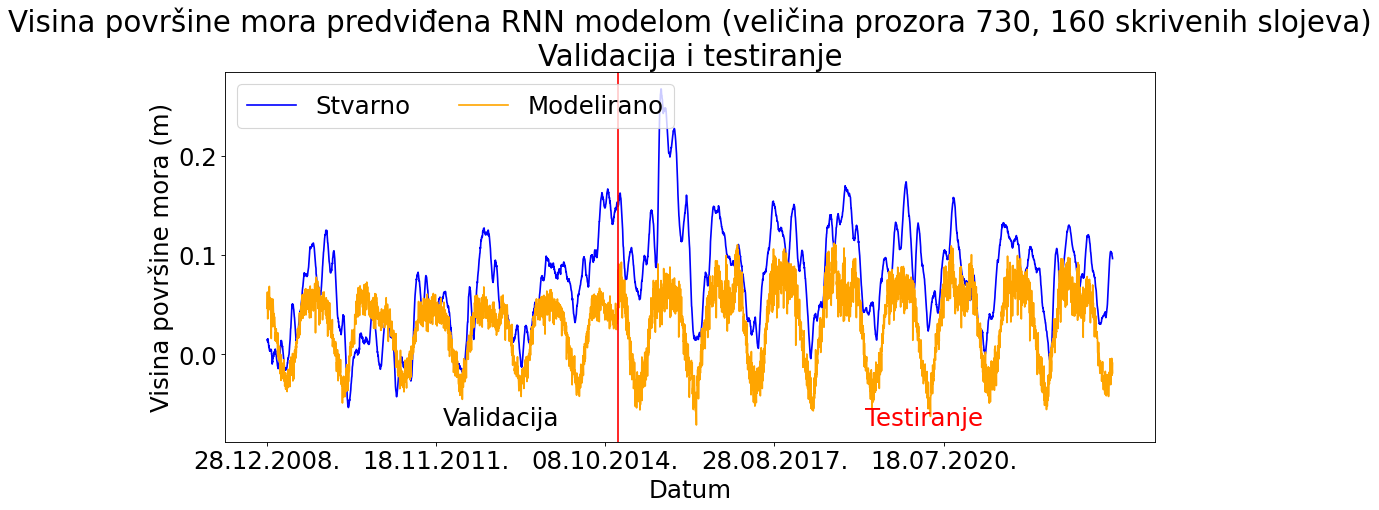 Visina površine mora predviđena RNN modelom (veličina prozora 730, 160 skrivenih slojeva)
Validacija i testiranje
Stvarno
Modelirano
Visina površine mora (m)
0.2
0.1
0.0
Validacija
Testiranje
28.12.2008.
18.11.2011.
08.10.2014.
28.08.2017.
18.07.2020.
Datum